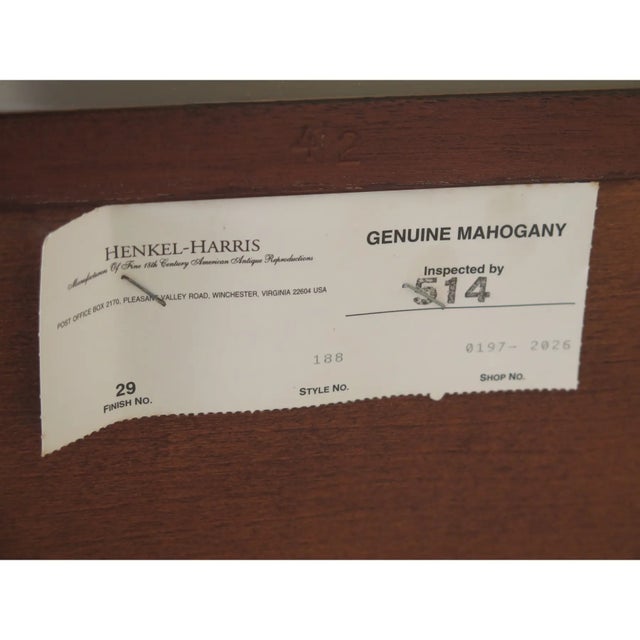 42
HENKEL-HARRIS
Manufacturers Of Fine 18th Century American Antique Reproductions
POST OFFICE BOX 2170, PLEASANT VALLEY ROAD, WINCHESTER, VIRGINIA 22604 USA
29
FINISH NO.
188
STYLE NO.
GENUINE MAHOGANY
Inspected by
514
0197- 2026
SHOP NO.